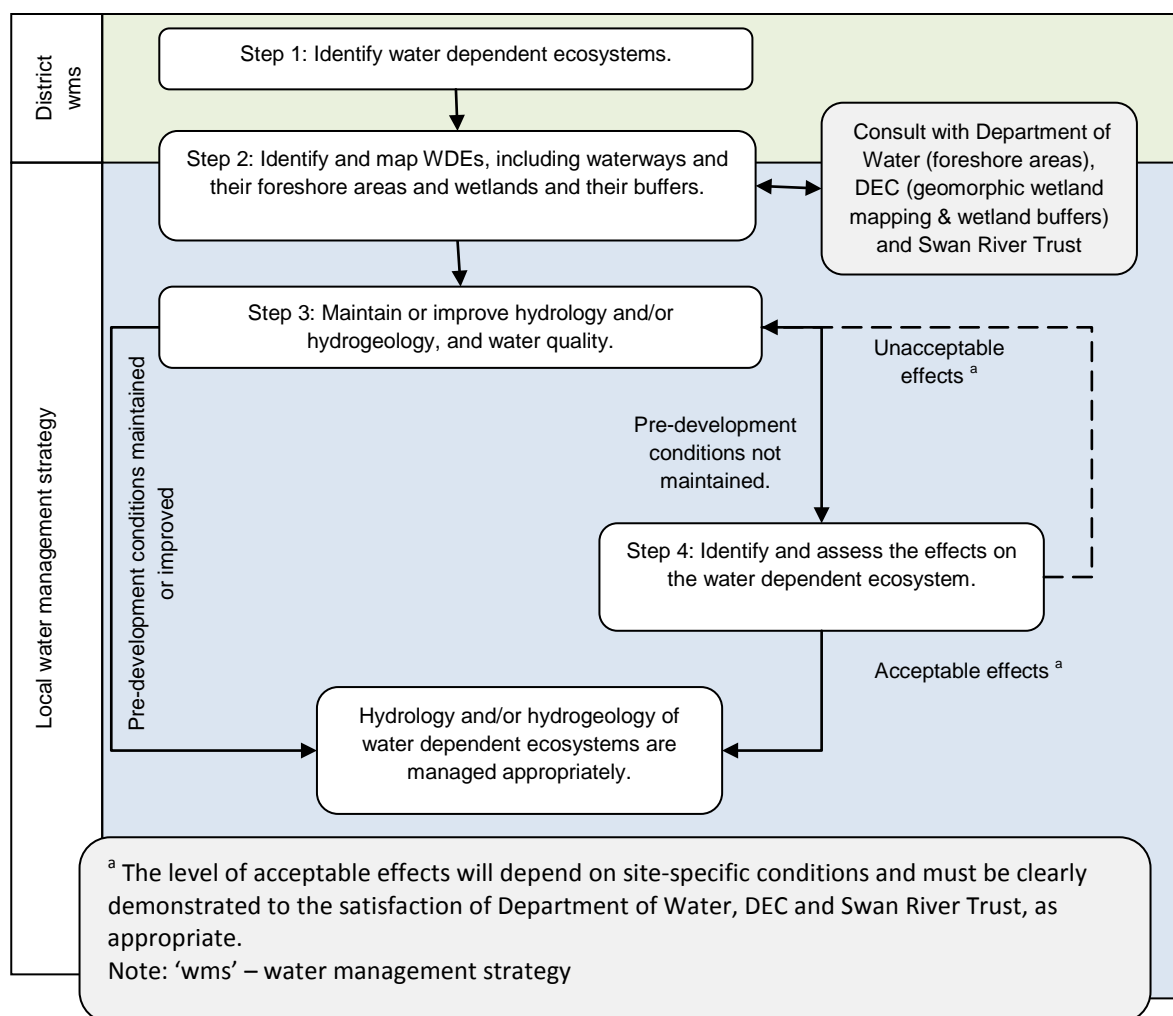 District
wms
Step 1: Identify water dependent ecosystems.
Step 2: Identify and map WDEs, including waterways and
their foreshore areas and wetlands and their buffers.
Consult with Department of
Water (foreshore areas),
DEC (geomorphic wetland
mapping & wetland buffers)
and Swan River Trust
Local water management strategy
Step 3: Maintain or improve hydrology and/or
hydrogeology, and water quality.
Pre-development conditions maintained
or improved
Unacceptable
effects a
Pre-development
conditions not
maintained.
Step 4: Identify and assess the effects on
the water dependent ecosystem.
Acceptable effects a
Hydrology and/or hydrogeology of
water dependent ecosystems are
managed appropriately.
a The level of acceptable effects will depend on site-specific conditions and must be clearly
demonstrated to the satisfaction of Department of Water, DEC and Swan River Trust, as
appropriate.
Note: ‘wms’ – water management strategy